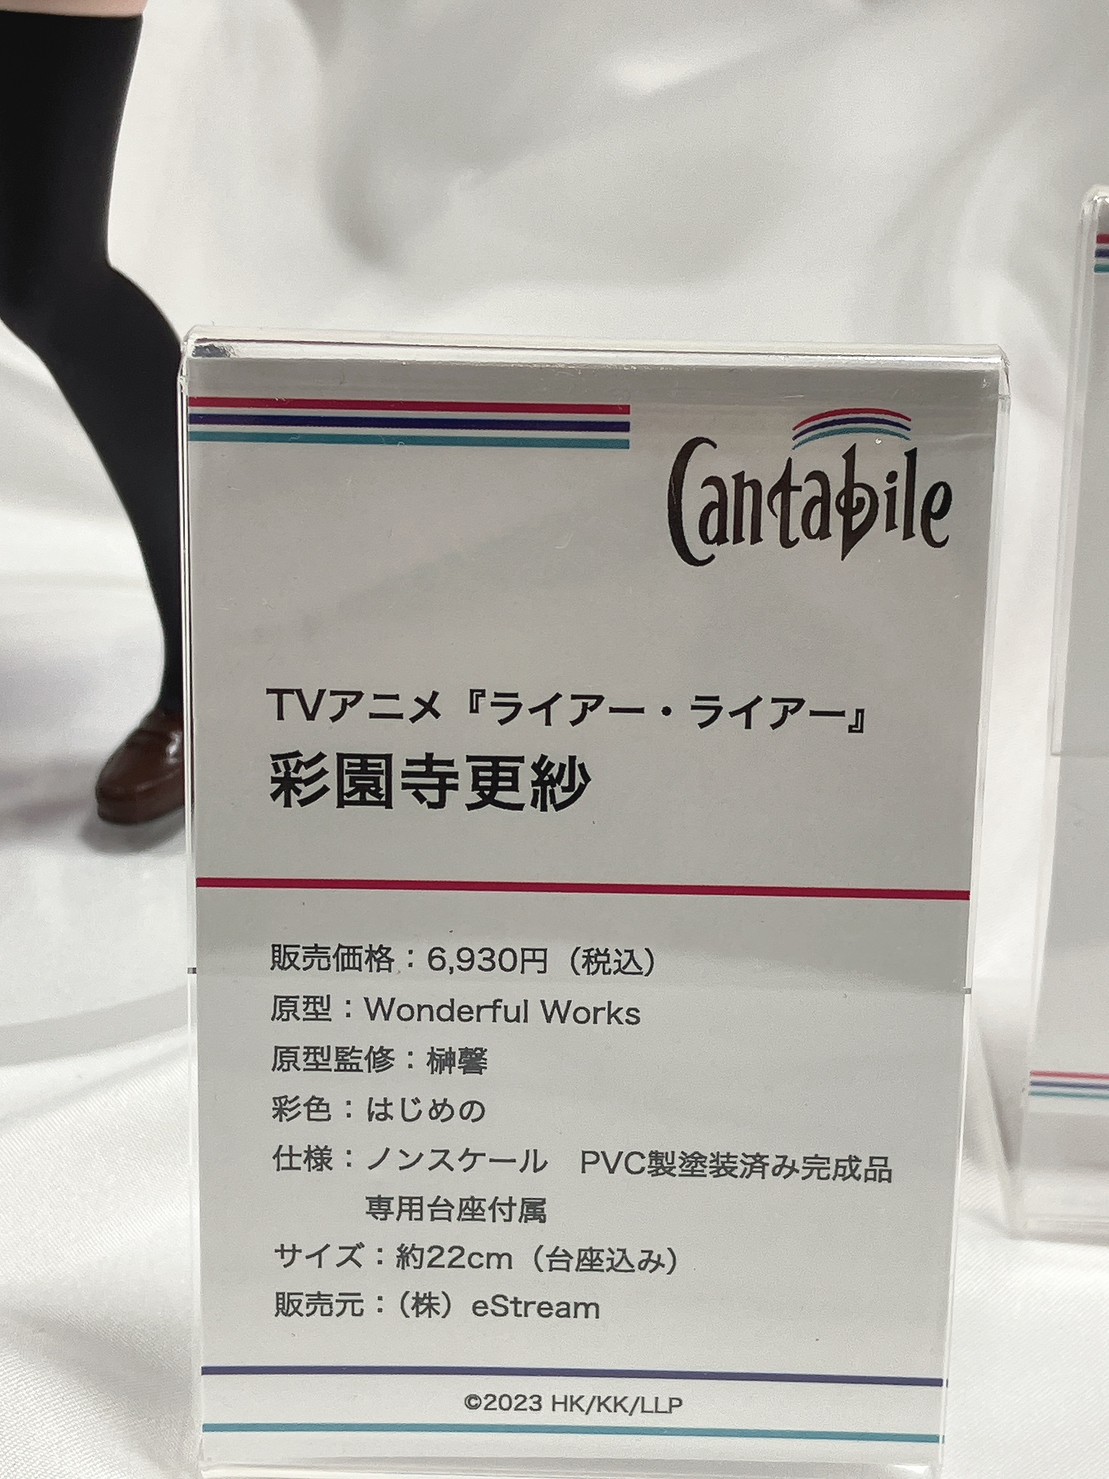 Cantabile
TVアニメ『ライアー・ライアー』
彩園寺更紗
販売価格：6,930円（税込）
原型：Wonderful Works
原型監修：榊馨
彩色：はじめの
仕様：ノンスケール　PVC製塗装済み完成品
専用台座付属
サイズ：約22cm（台座込み）
販売元：（株）eStream
©2023 HK/KK/LLP